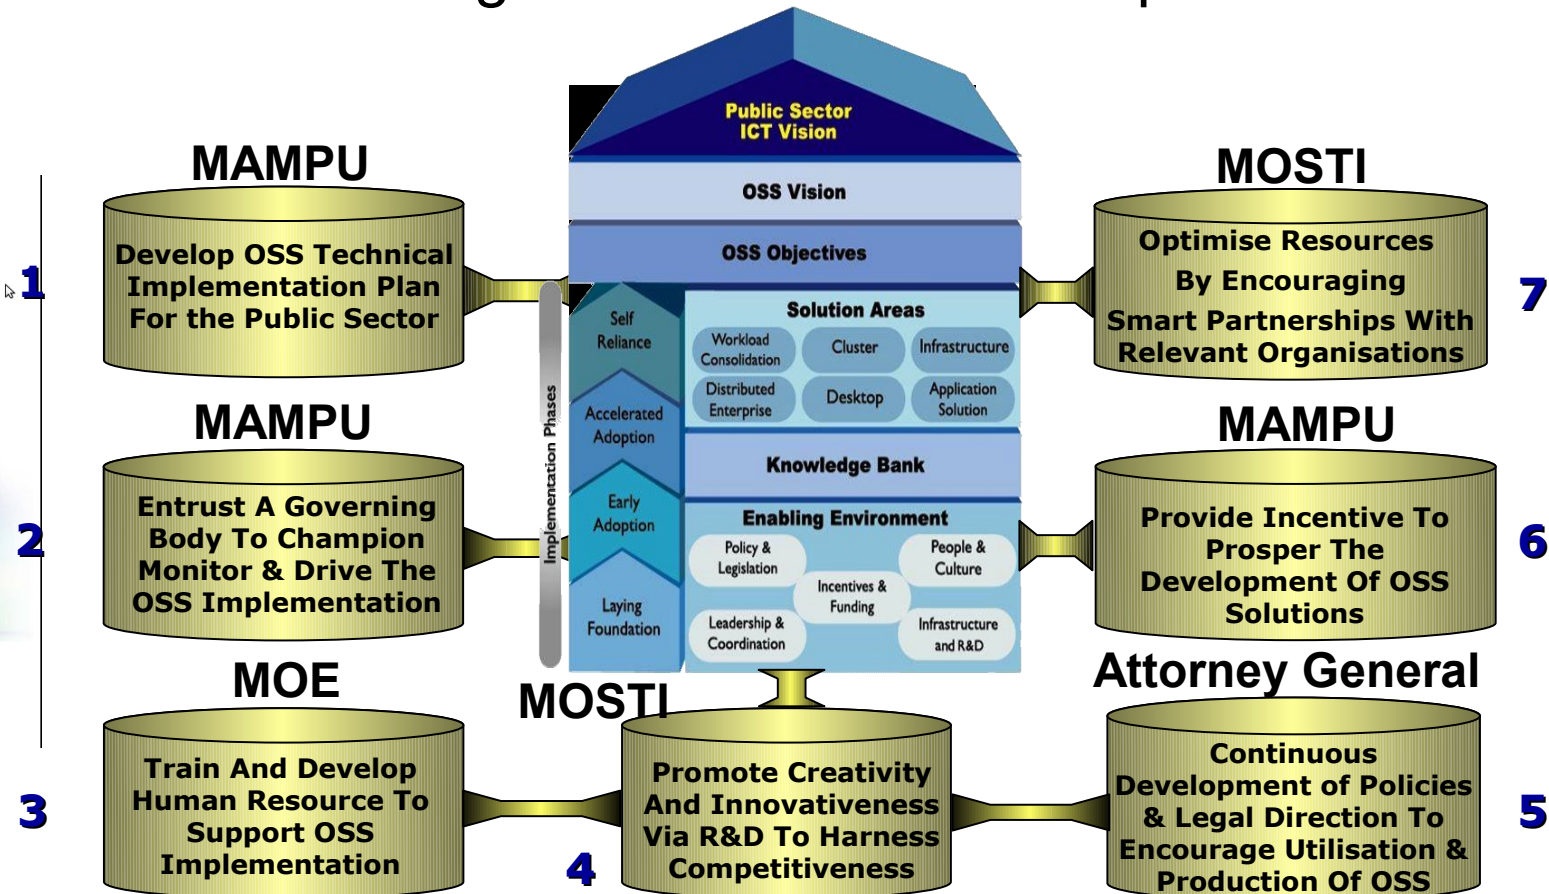 MAMPU
1
Develop OSS Technical
Implementation Plan
For the Public Sector
MAMPU
2
Entrust A Governing
Body To Champion
Monitor & Drive The
OSS Implementation
MOE
3
Train And Develop
Human Resource To
Support OSS
Implementation
Public Sector
ICT Vision
OSS Vision
OSS Objectives
Implementation Phases
Self
Reliance
Accelerated
Adoption
Early
Adoption
Laying
Foundation
Solution Areas
Workload
Consolidation
Cluster
Infrastructure
Distributed
Enterprise
Desktop
Application
Solution
Knowledge Bank
Enabling Environment
Policy &
Legislation
People &
Culture
Incentives &
Funding
Leadership &
Coordination
Infrastructure
and R&D
MOSTI
4
Promote Creativity
And Innovativeness
Via R&D To Harness
Competitiveness
MOSTI
7
Optimise Resources
By Encouraging
Smart Partnerships With
Relevant Organisations
MAMPU
6
Provide Incentive To
Prosper The
Development Of OSS
Solutions
Attorney General
5
Continuous
Development of Policies
& Legal Direction To
Encourage Utilisation &
Production Of OSS